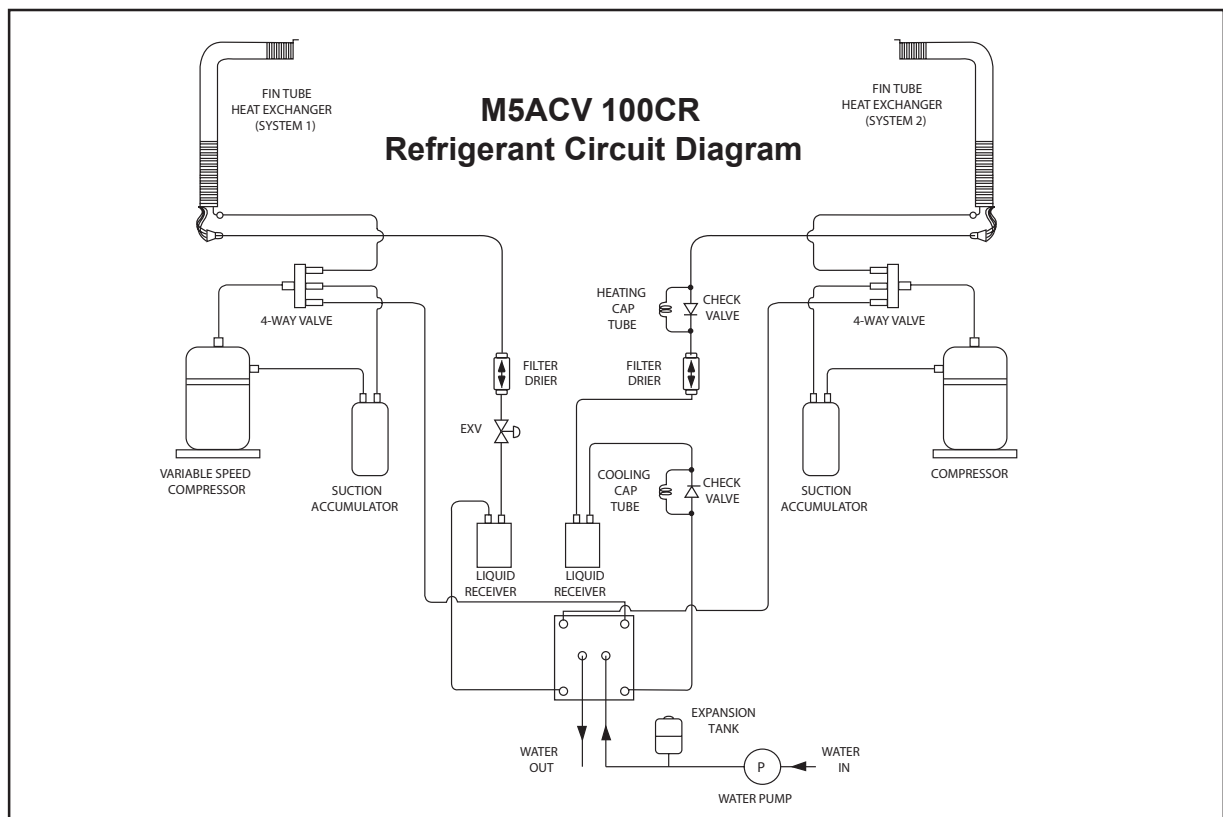 M5ACV 100CR
Refrigerant Circuit Diagram
FIN TUBE
HEAT EXCHANGER
(SYSTEM 1)
FIN TUBE
HEAT EXCHANGER
(SYSTEM 2)
4-WAY VALVE
HEATING
CAP
TUBE
CHECK
VALVE
4-WAY VALVE
FILTER
DRIER
FILTER
DRIER
EXV
VARIABLE SPEED
COMPRESSOR
SUCTION
ACCUMULATOR
COOLING
CAP
TUBE
CHECK
VALVE
SUCTION
ACCUMULATOR
COMPRESSOR
LIQUID
RECEIVER
LIQUID
RECEIVER
EXPANSION
TANK
WATER
OUT
P
WATER
IN
WATER PUMP